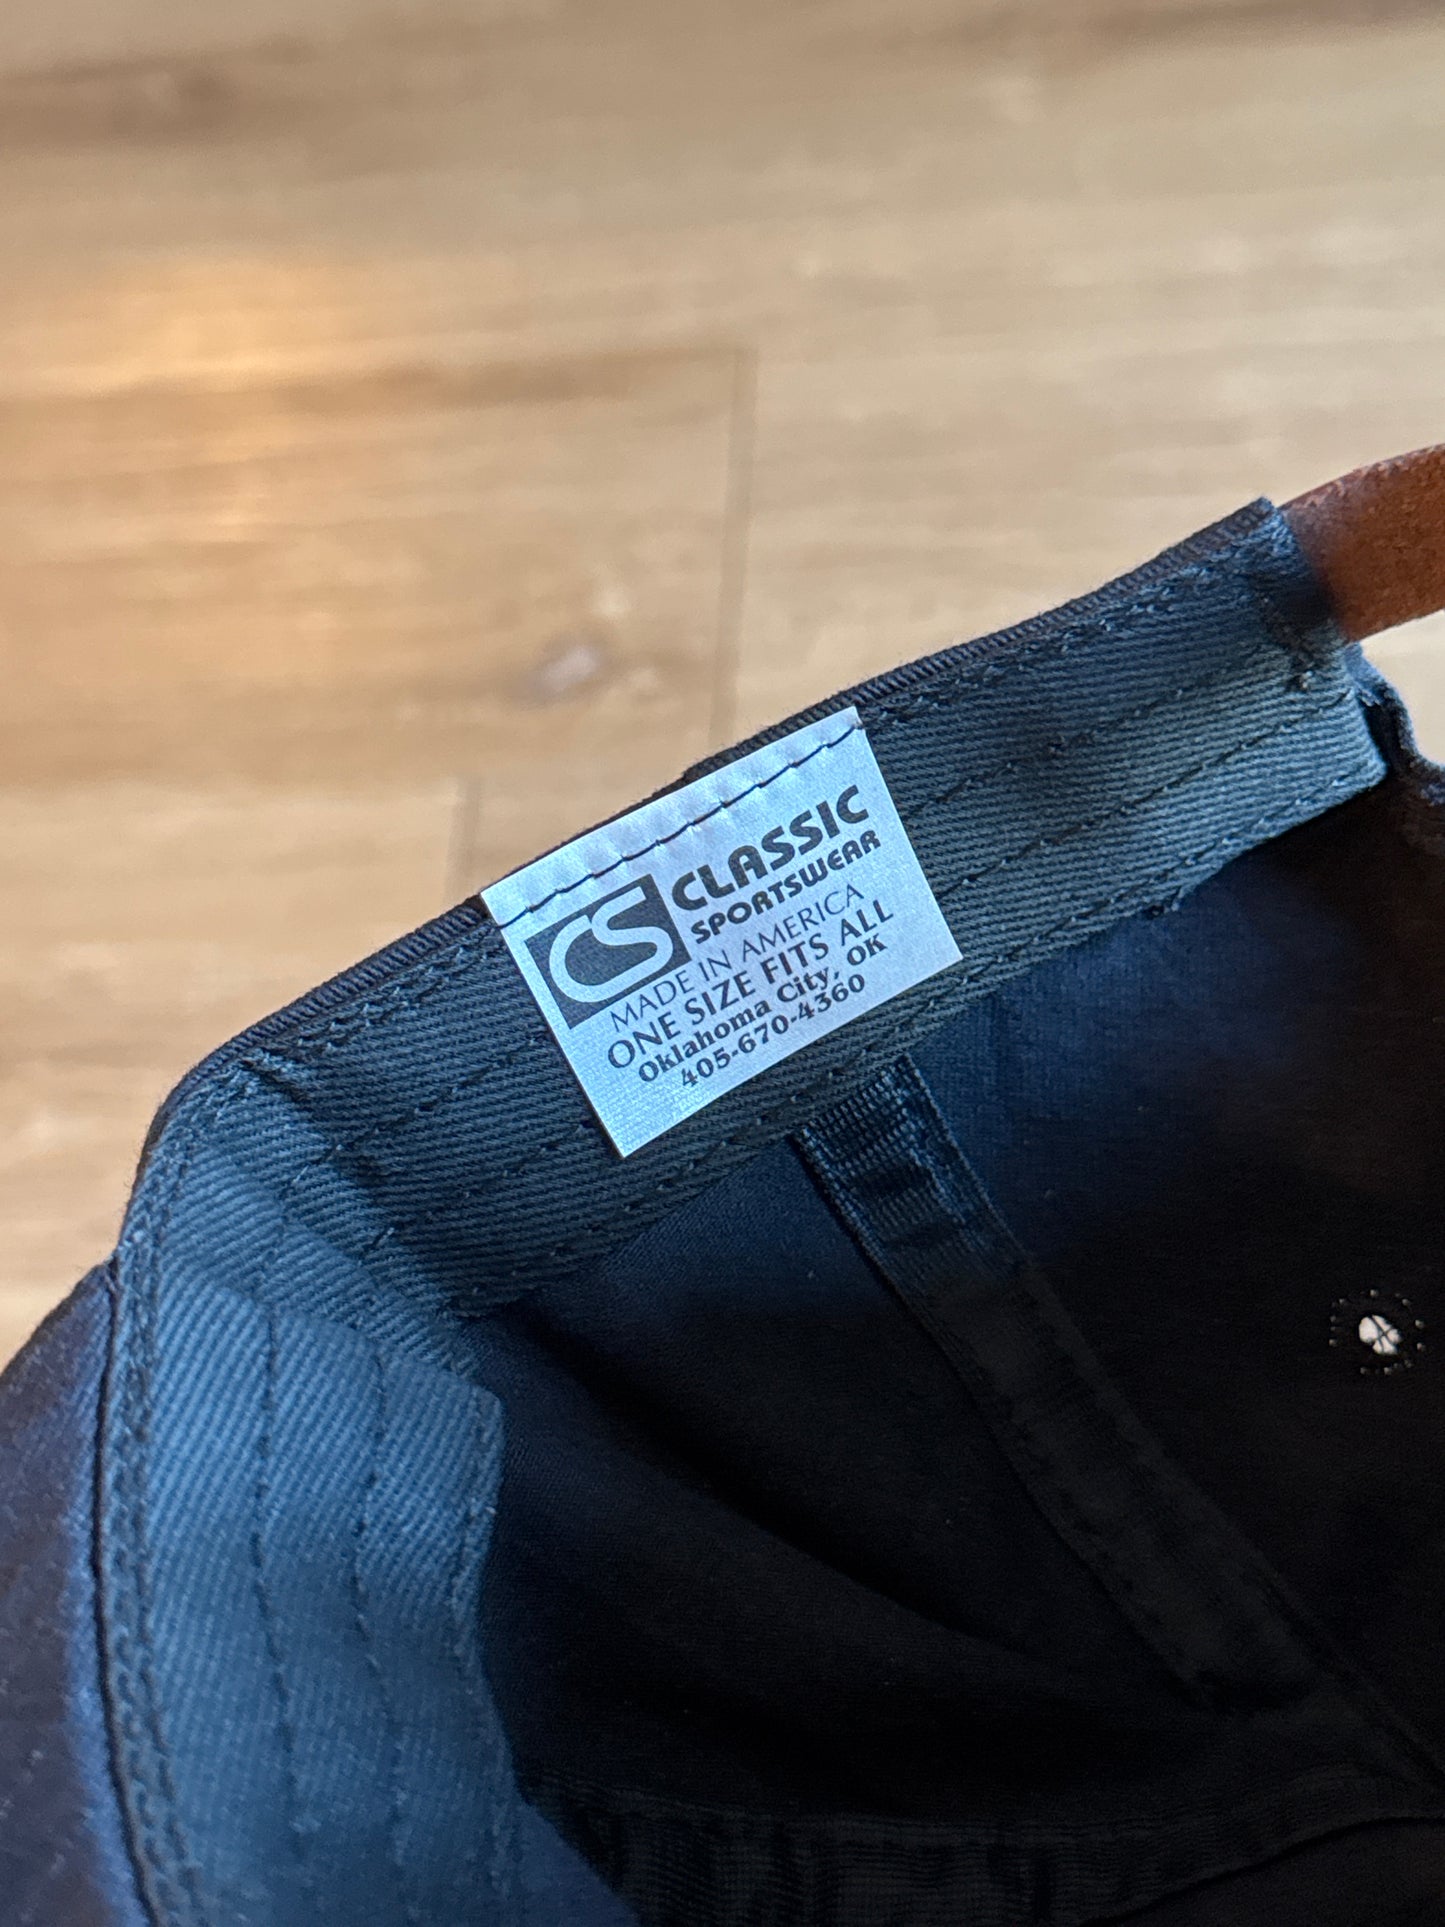 CS CLASSIC
SPORTSWEAR
MADE IN AMERICA
ONE SIZE FITS ALL
Oklahoma City, OK
405-670-4360